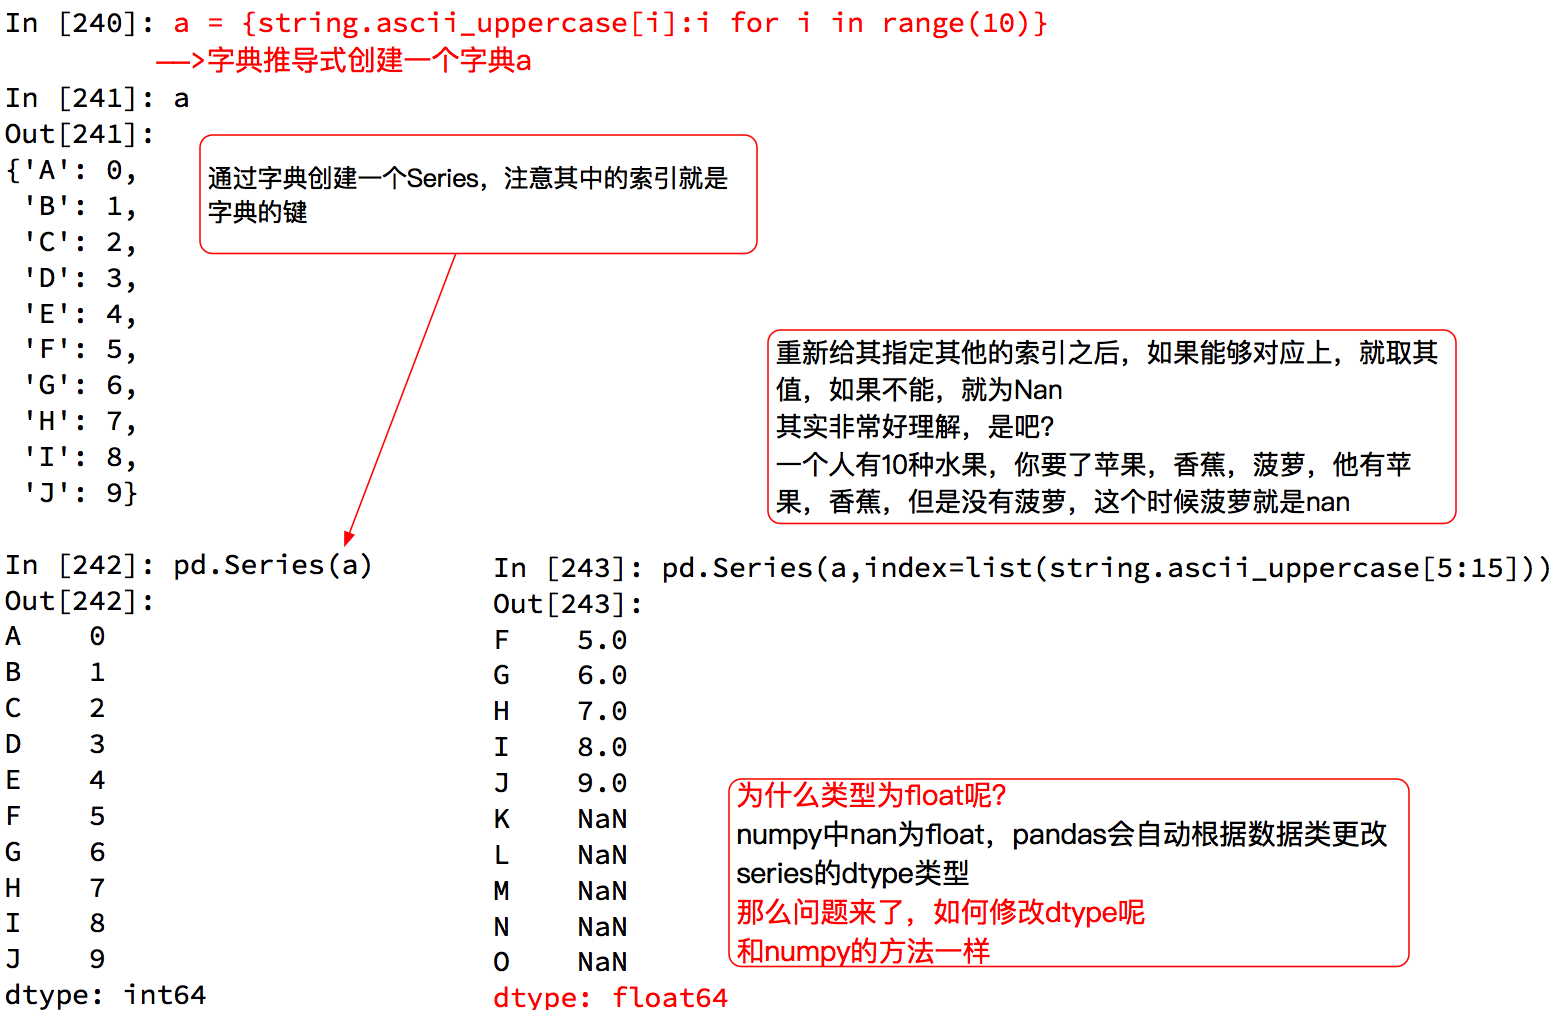 In [240]: a = {string.ascii_uppercase[i]:i for i in range(10)}
——>字典推导式创建一个字典a
In [241]: a
Out[241]:
{'A': 0,
'B': 1,
'C': 2,
'D': 3,
'E': 4,
'F': 5,
'G': 6,
'H': 7,
'I': 8,
'J': 9}
通过字典创建一个Series，注意其中的索引就是
字典的键
重新给其指定其他的索引之后，如果能够对应上，就取其
值，如果不能，就为Nan
其实非常好理解，是吧？
一个人有10种水果，你要了苹果，香蕉，菠萝，他有苹
果，香蕉，但是没有菠萝，这个时候菠萝就是nan
In [242]: pd.Series(a)
Out[242]:
A 0
B 1
C 2
D 3
E 4
F 5
G 6
H 7
I 8
J 9
dtype: int64
In [243]: pd.Series(a,index=list(string.ascii_uppercase[5:15]))
Out[243]:
F 5.0
G 6.0
H 7.0
I 8.0
J 9.0
K NaN
L NaN
M NaN
N NaN
O NaN
dtype: float64
为什么类型为float呢？
numpy中nan为float，pandas会自动根据数据类更改
series的dtype类型
那么问题来了，如何修改dtype呢
和numpy的方法一样